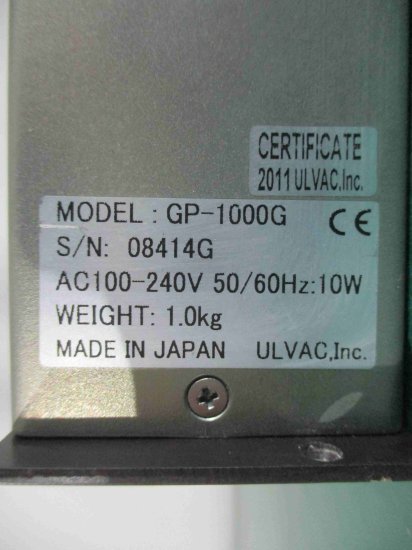 CERTIFICATE
2011 ULVAC,Inc.
MODEL : GP-1000G CE
S/N: 08414G
AC100-240V 50/60Hz:10W
WEIGHT: 1.0kg
MADE IN JAPAN ULVAC,Inc.